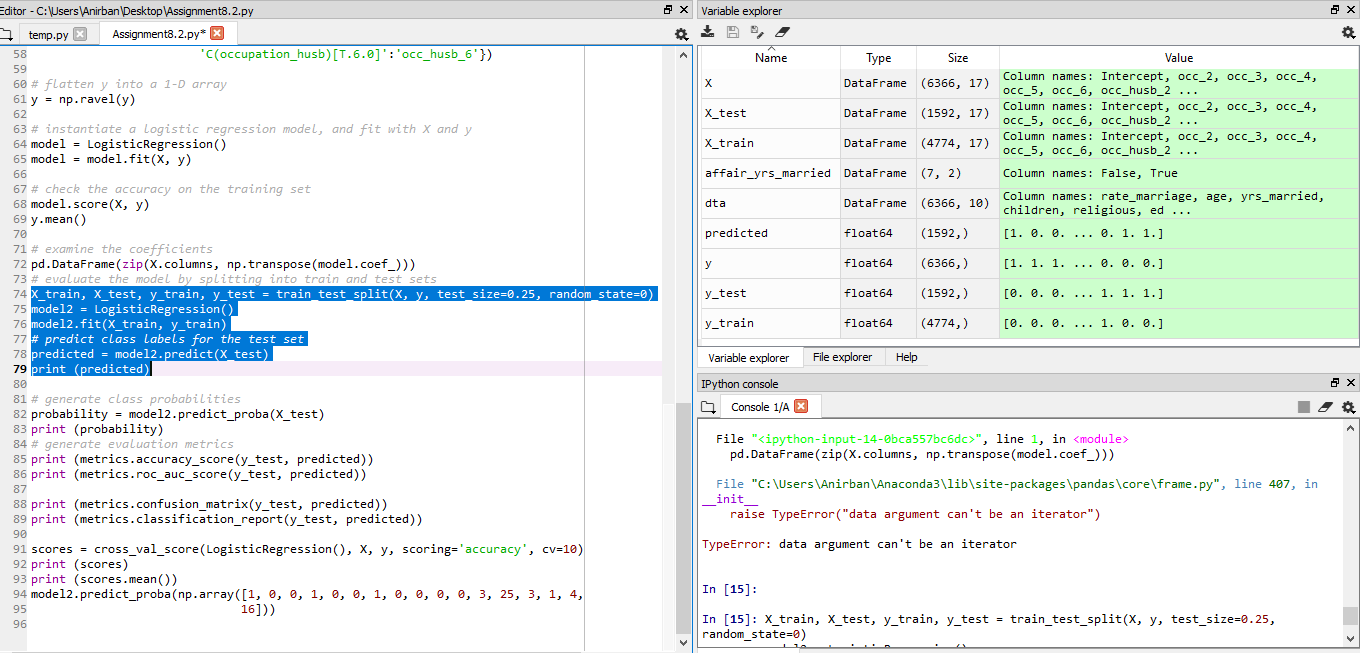 Editor - C:\Users\Anirban\Desktop\Assignment8.2.py
temp.py
Assignment8.2.py*
58 'C(occupation_husb)[T.6.0]':'occ_husb_6'})
59
60 # flatten y into a 1-D array
61 y = np.ravel(y)
62
63 # instantiate a logistic regression model, and fit with X and y
64 model = LogisticRegression()
65 model = model.fit(X, y)
66
67 # check the accuracy on the training set
68 model.score(X, y)
69 y.mean()
70
71 # examine the coefficients
72 pd.DataFrame(zip(X.columns, np.transpose(model.coef_)))
73 # evaluate the model by splitting into train and test sets
74 X_train, X_test, y_train, y_test = train_test_split(X, y, test_size=0.25, random_state=0)
75 model2 = LogisticRegression()
76 model2.fit(X_train, y_train)
77 # predict class labels for the test set
78 predicted = model2.predict(X_test)
79 print (predicted)
80
81 # generate class probabilities
82 probability = model2.predict_proba(X_test)
83 print (probability)
84 # generate evaluation metrics
85 print (metrics.accuracy_score(y_test, predicted))
86 print (metrics.roc_auc_score(y_test, predicted))
87
88 print (metrics.confusion_matrix(y_test, predicted))
89 print (metrics.classification_report(y_test, predicted))
90
91 scores = cross_val_score(LogisticRegression(), X, y, scoring='accuracy', cv=10)
92 print (scores)
93 print (scores.mean())
94 model2.predict_proba(np.array([1, 0, 0, 1, 0, 0, 1, 0, 0, 0, 0, 3, 25, 3, 1, 4,
95 16]))
96
Variable explorer
Name Type Size Value
X DataFrame (6366, 17) Column names: Intercept, occ_2, occ_3, occ_4,
occ_5, occ_6, occ_husb_2 ...
X_test DataFrame (1592, 17) Column names: Intercept, occ_2, occ_3, occ_4,
occ_5, occ_6, occ_husb_2 ...
X_train DataFrame (4774, 17) Column names: Intercept, occ_2, occ_3, occ_4,
occ_5, occ_6, occ_husb_2 ...
affair_yrs_married DataFrame (7, 2) Column names: False, True
dta DataFrame (6366, 10) Column names: rate_marriage, age, yrs_married,
children, religious, ed ...
predicted float64 (1592,) [1. 0. 0. ... 0. 1. 1.]
y float64 (6366,) [1. 1. 1. ... 0. 0. 0.]
y_test float64 (1592,) [0. 0. 0. ... 1. 1. 1.]
y_train float64 (4774,) [0. 0. 0. ... 1. 0. 0.]
Variable explorer File explorer Help
IPython console
Console 1/A
File "<ipython-input-14-0bca557bc6dc>", line 1, in <module>
pd.DataFrame(zip(X.columns, np.transpose(model.coef_)))
File "C:\Users\Anirban\Anaconda3\lib\site-packages\pandas\core\frame.py", line 407, in
__init__
raise TypeError("data argument can't be an iterator")
TypeError: data argument can't be an iterator
In [15]:
In [15]: X_train, X_test, y_train, y_test = train_test_split(X, y, test_size=0.25,
random_state=0)